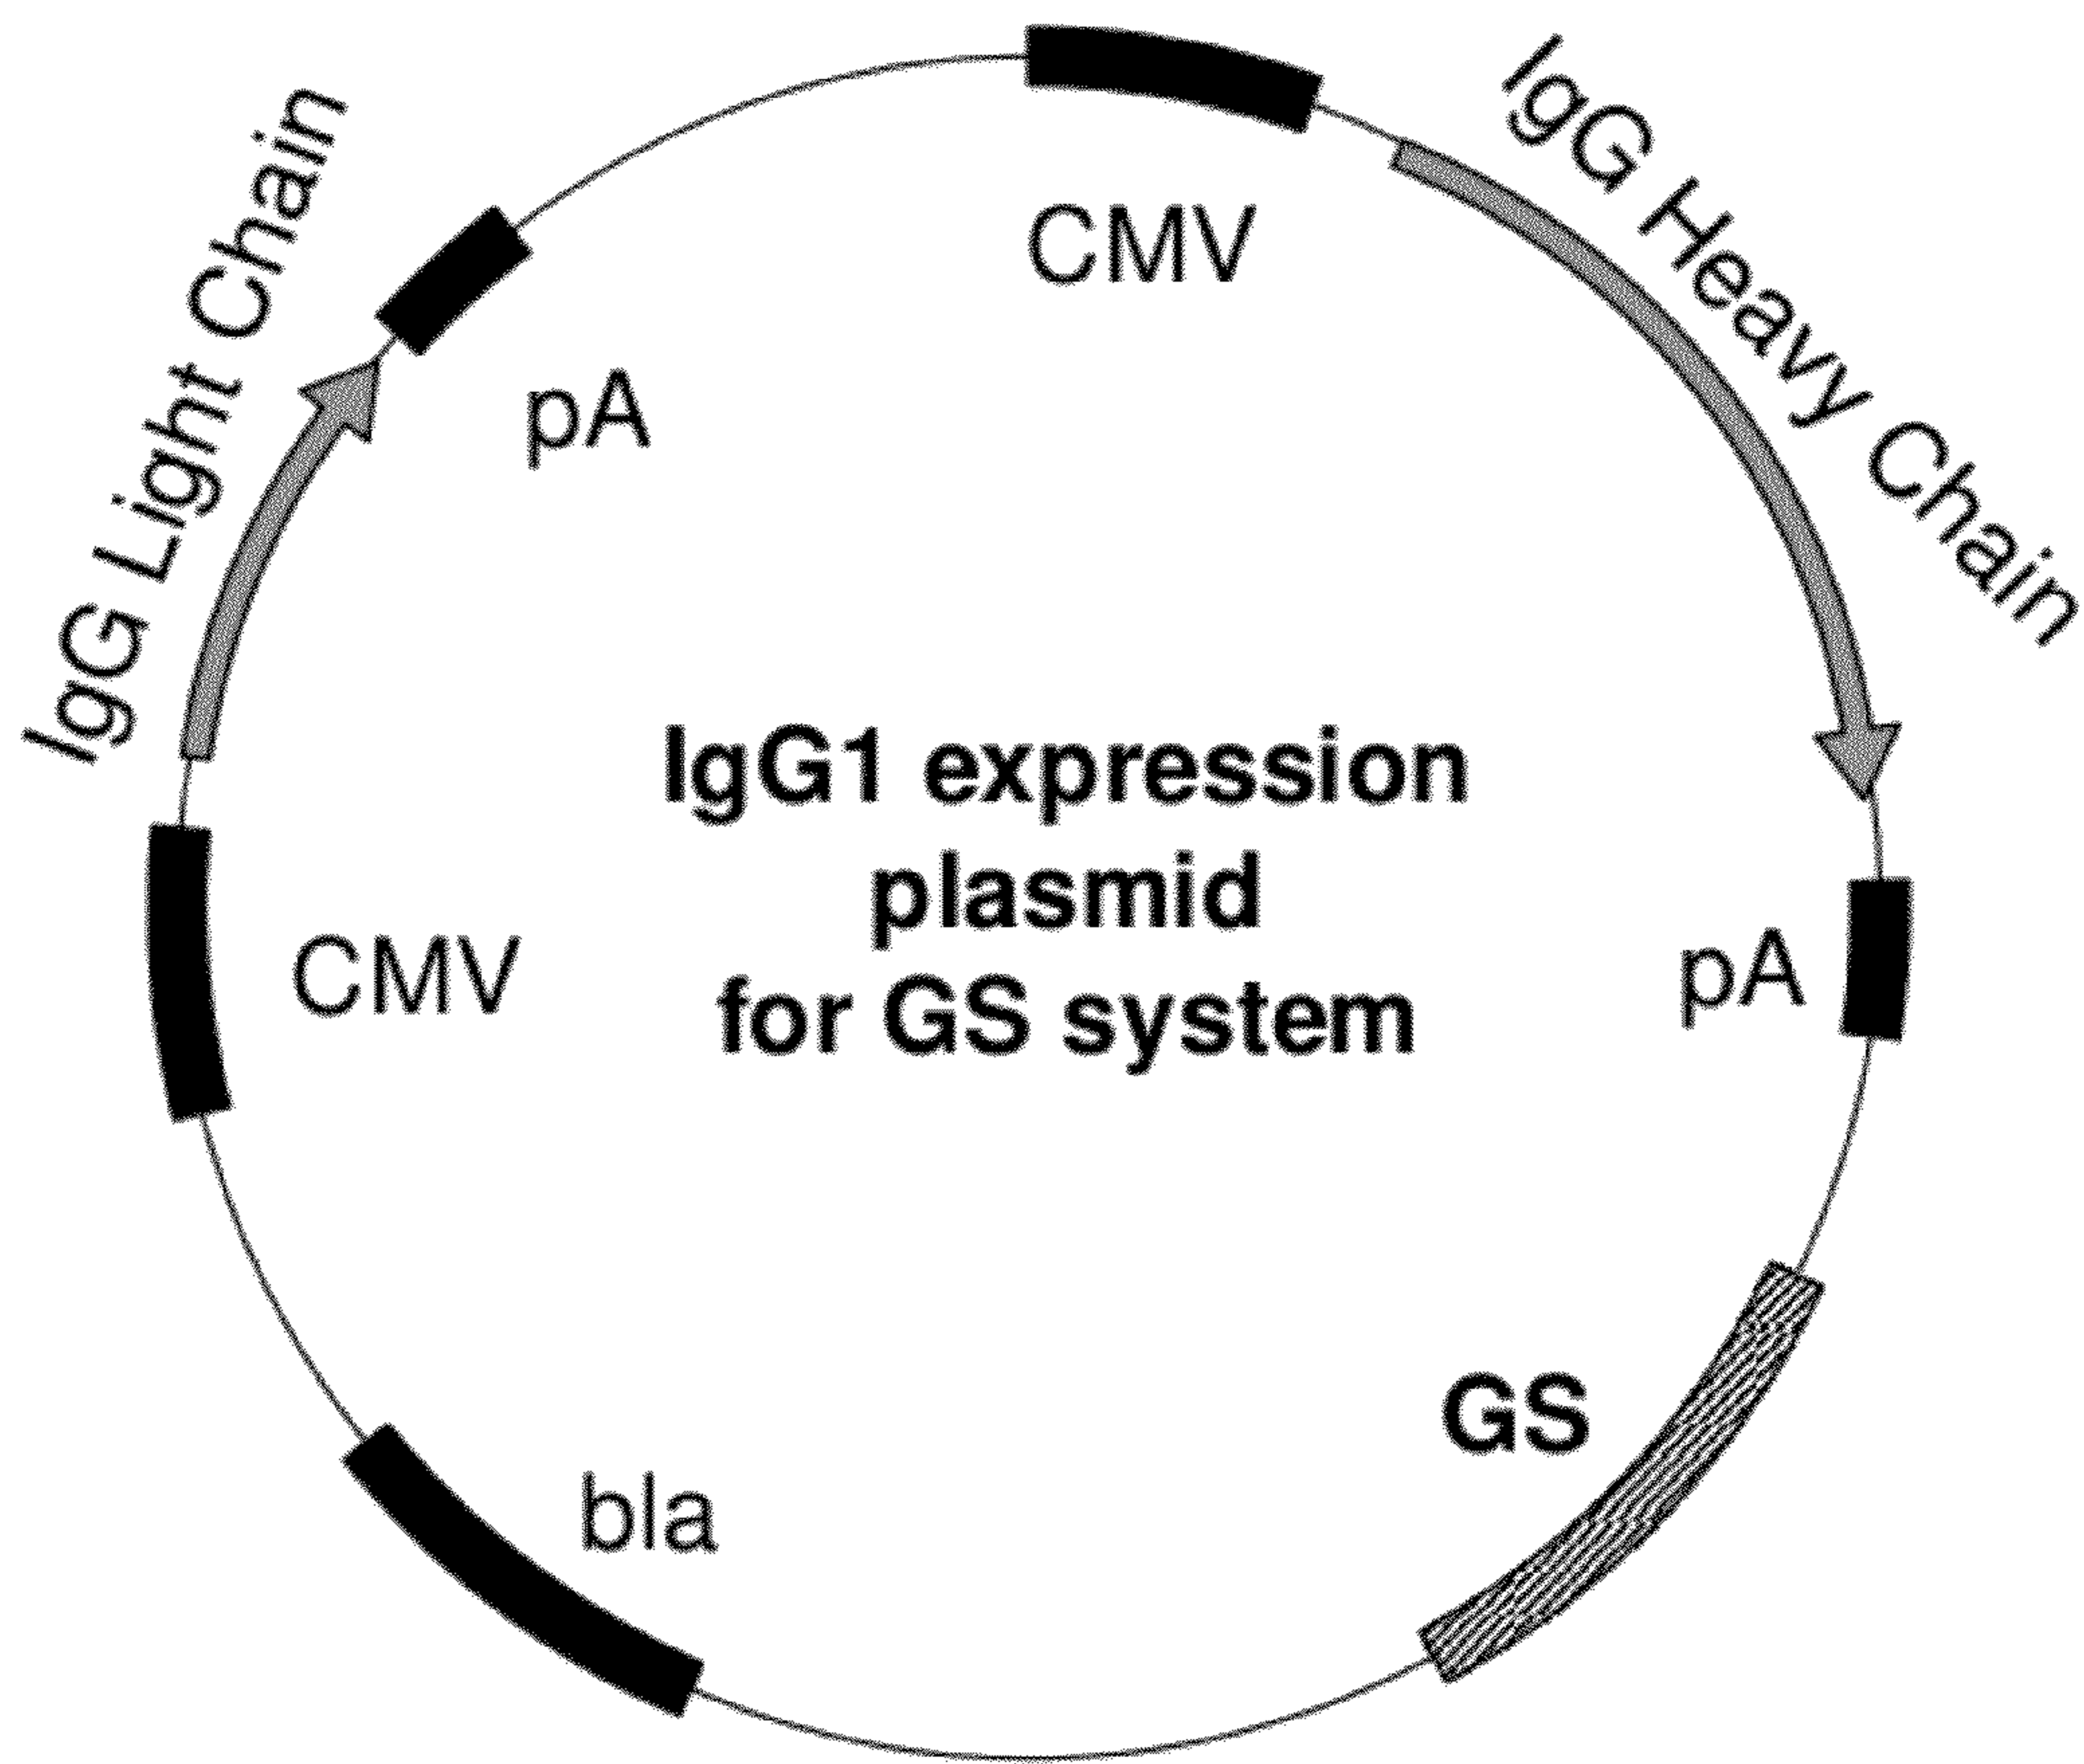 CMV
IgG Heavy Chain
IgG Light Chain
pA
IgG1 expression
plasmid
for GS system
CMV
pA
GS
bla